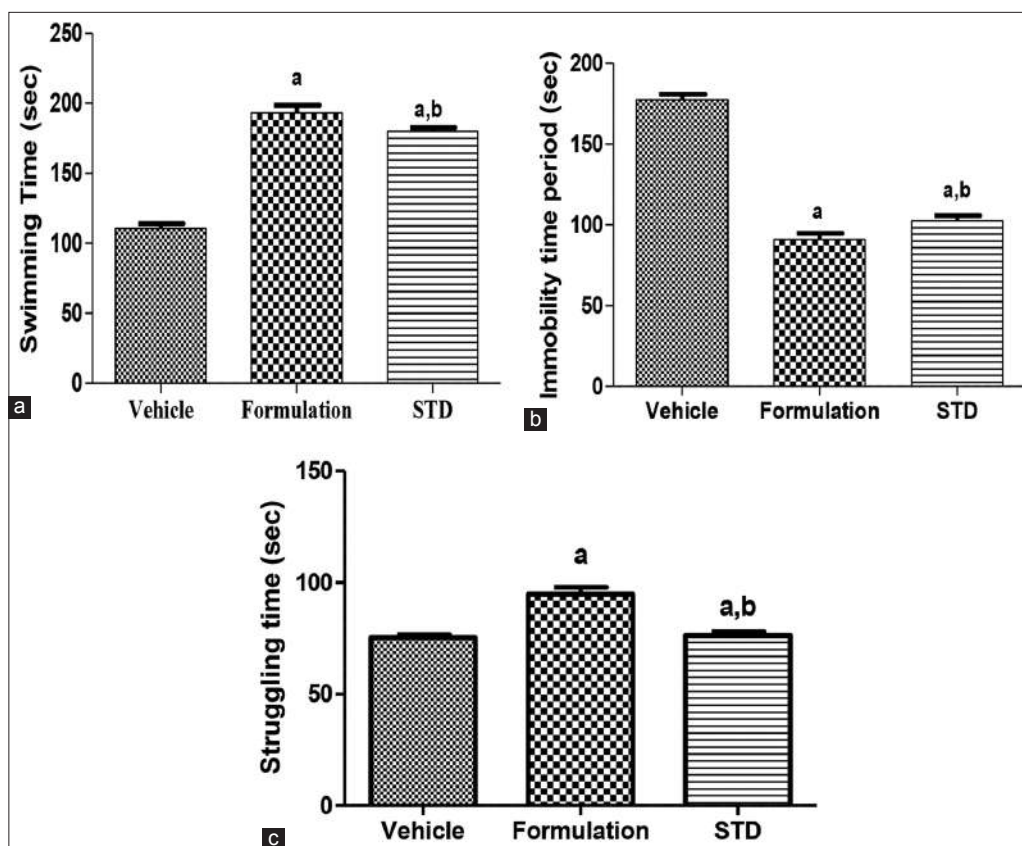 Swimming Time (sec)
250
200
150
100
50
0
a
a,b
Vehicle Formulation STD
a
Immobility time period (sec)
200
150
100
50
0
a
a,b
Vehicle Formulation STD
b
Struggling time (sec)
150
100
50
0
a
a,b
Vehicle Formulation STD
c